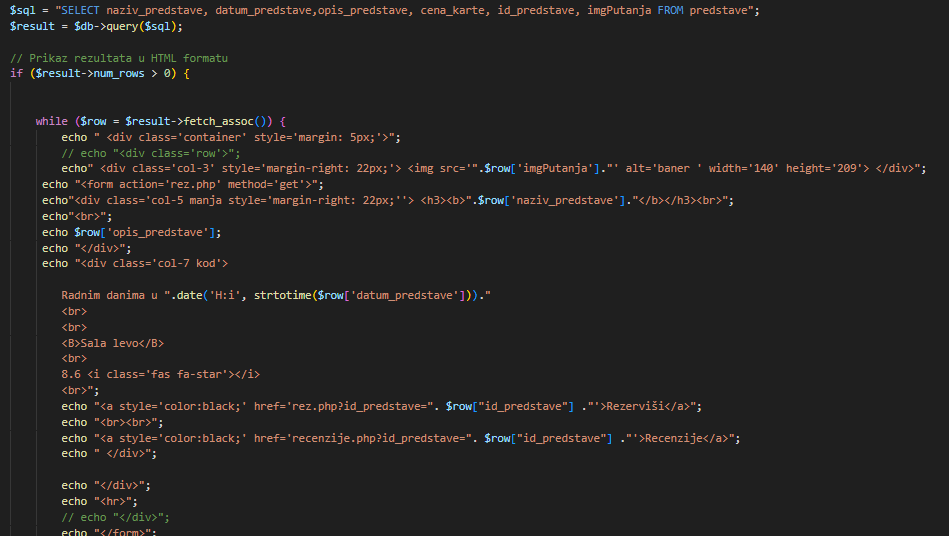 $sql = "SELECT naziv_predstave, datum_predstave,opis_predstave, cena_karte, id_predstave, imgPutanja FROM predstave";
$result = $db->query($sql);
// Prikaz rezultata u HTML formatu
if ($result->num_rows > 0) {
while ($row = $result->fetch_assoc()) {
echo " <div class='container' style='margin: 5px;'>";
// echo "<div class='row'>";
echo" <div class='col-3' style='margin-right: 22px;'> <img src='".$row['imgPutanja']."' alt='baner ' width='140' height='209'> </div>";
echo "<form action='rez.php' method='get'>";
echo"<div class='col-5 manja style='margin-right: 22px;''> <h3><b>".$row['naziv_predstave']."</b></h3><br>";
echo"<br>";
echo $row['opis_predstave'];
echo "</div>";
echo "<div class='col-7 kod'>
Radnim danima u ".date('H:i', strtotime($row['datum_predstave']))."
<br>
<br>
<B>Sala levo</B>
<br>
8.6 <i class='fas fa-star'></i>
<br>";
echo "<a style='color:black;' href='rez.php?id_predstave=". $row["id_predstave"] ."'>Rezerviši</a>";
echo "<br><br>";
echo "<a style='color:black;' href='recenzije.php?id_predstave=". $row["id_predstave"] ."'>Recenzije</a>";
echo " </div>";
echo "</div>";
echo "<hr>";
// echo "</div>";
echo "</form>";